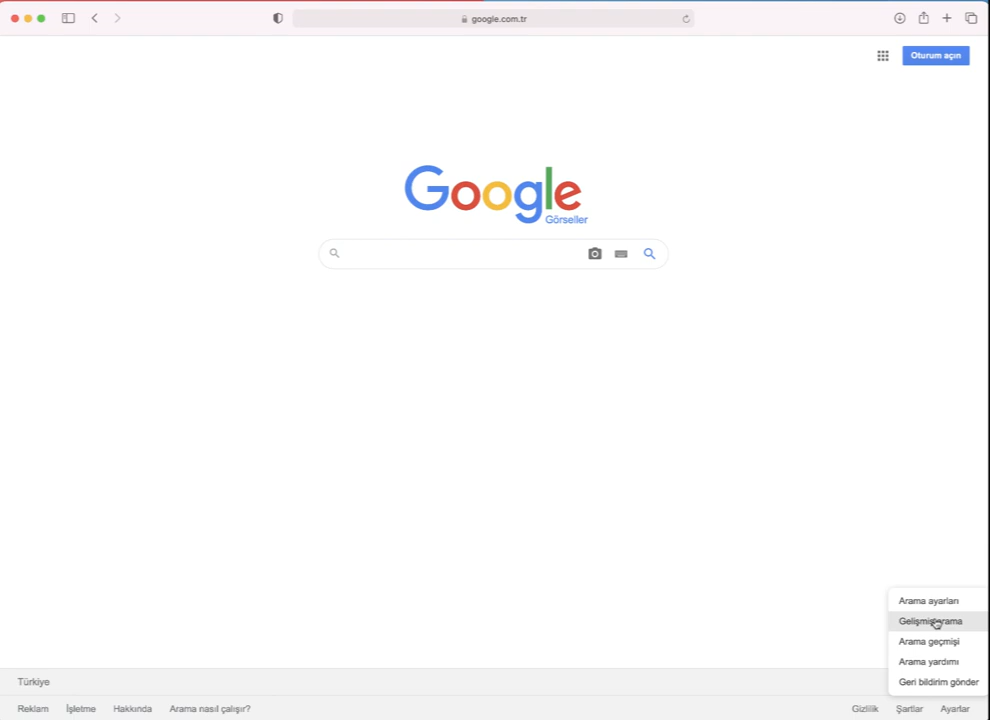 google.com.tr
Oturum açın
Google
Görseller
Arama ayarları
Gelişmiş arama
Arama geçmişi
Arama yardımı
Geri bildirim gönder
Türkiye
Reklam İşletme Hakkında Arama nasıl çalışır? Gizlilik Şartlar Ayarlar